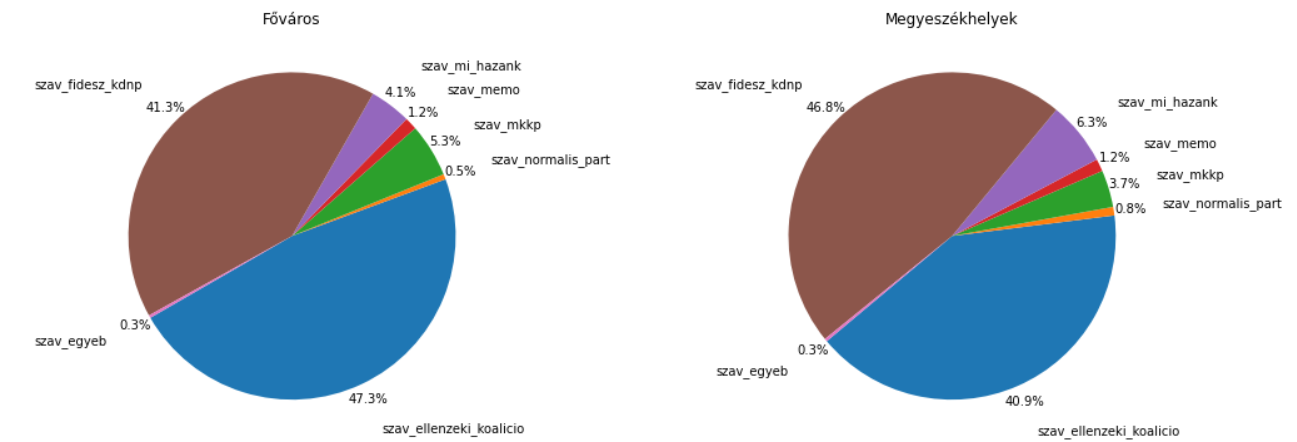 Főváros
szav_mi_hazank
szav_fidesz_kdnp
4.1%
szav_memo
41.3%
1.2%
szav_mkkp
5.3%
szav_normalis_part
0.5%
0.3%
szav_egyeb
47.3%
szav_ellenzeki_koalicio
Megyeszékhelyek
szav_fidesz_kdnp
46.8%
szav_mi_hazank
6.3%
szav_memo
1.2%
szav_mkkp
3.7%
szav_normalis_part
0.8%
0.3%
szav_egyeb
40.9%
szav_ellenzeki_koalicio